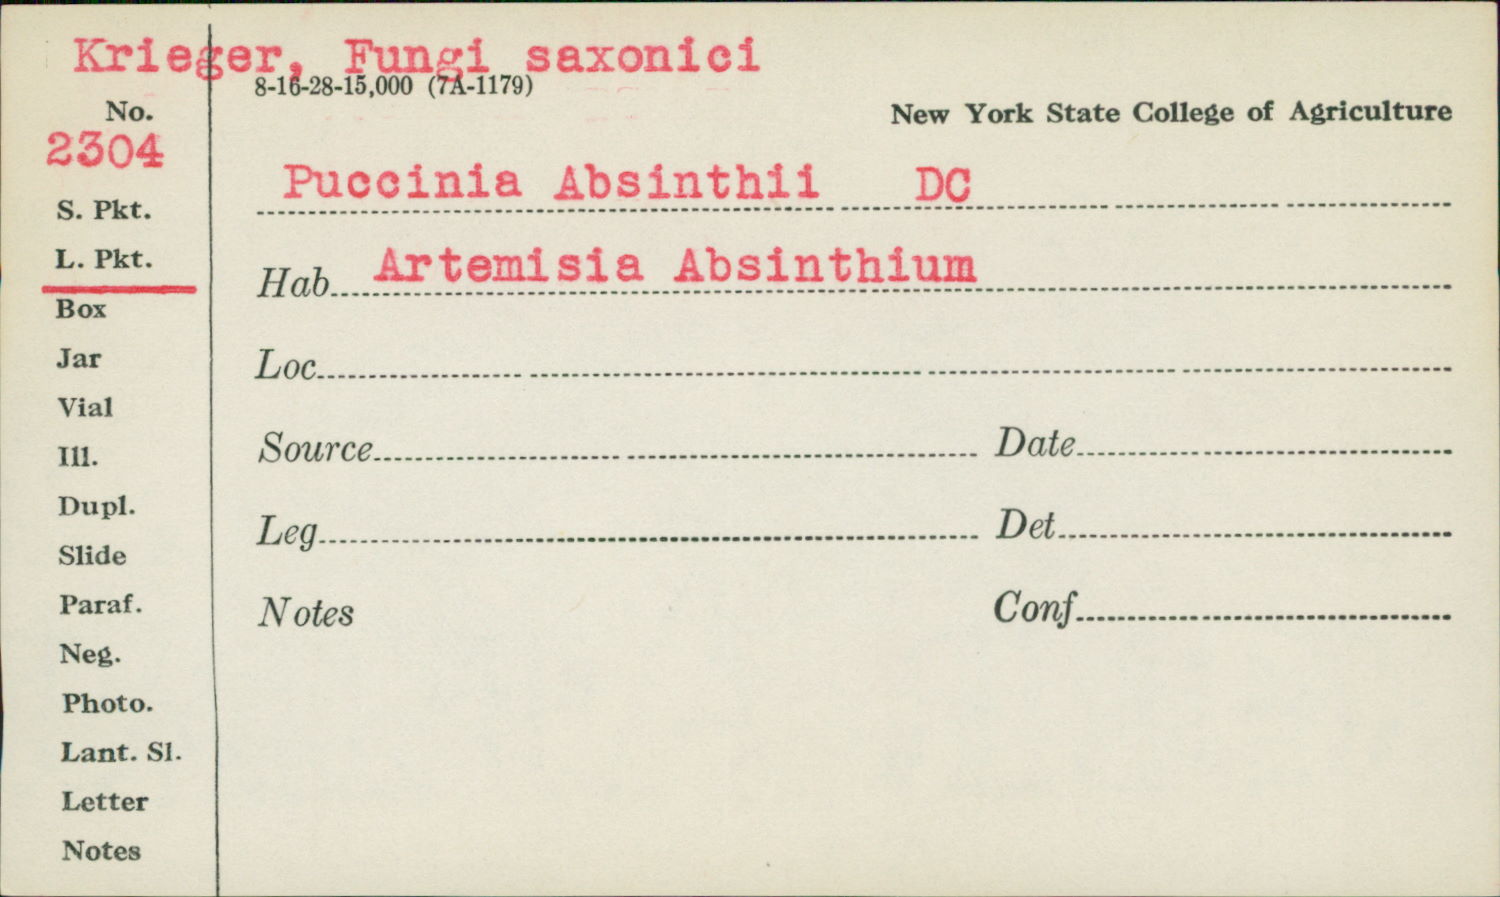 Krieger, Fungi saxonici
8-16-28-15,000 (7A-1179)
No.
New York State College of Agriculture
2304
Puccinia Absinthii DC
S. Pkt.
L. Pkt.
Hab. Artemisia Absinthium
Box
Jar
Loc.
Vial
Source
Date
Ill.
Dupl.
Leg.
Det.
Slide
Paraf.
Notes
Conf.
Neg.
Photo.
Lant. Sl.
Letter
Notes